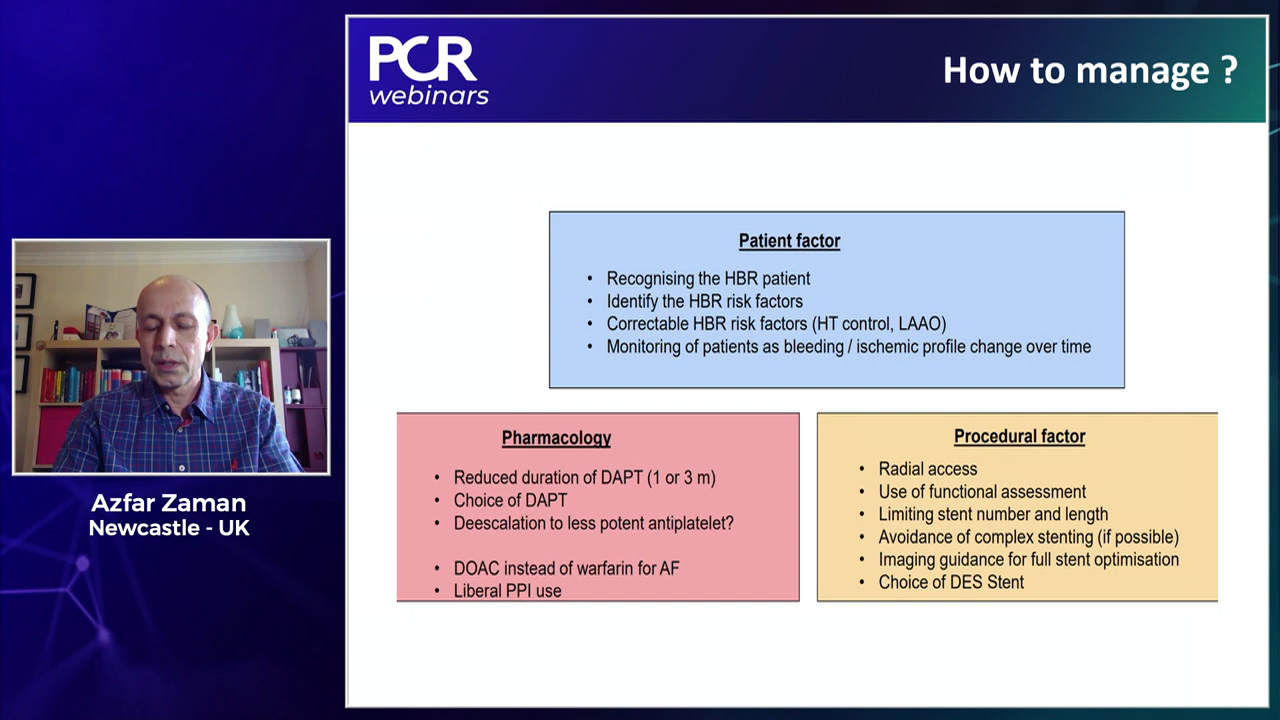 PCR
webinars
How to manage ?
Azfar Zaman
Newcastle - UK
Patient factor
• Recognising the HBR patient
• Identify the HBR risk factors
• Correctable HBR risk factors (HT control, LAAO)
• Monitoring of patients as bleeding / ischemic profile change over time
Pharmacology
• Reduced duration of DAPT (1 or 3 m)
• Choice of DAPT
• Deescalation to less potent antiplatelet?
• DOAC instead of warfarin for AF
• Liberal PPI use
Procedural factor
• Radial access
• Use of functional assessment
• Limiting stent number and length
• Avoidance of complex stenting (if possible)
• Imaging guidance for full stent optimisation
• Choice of DES Stent